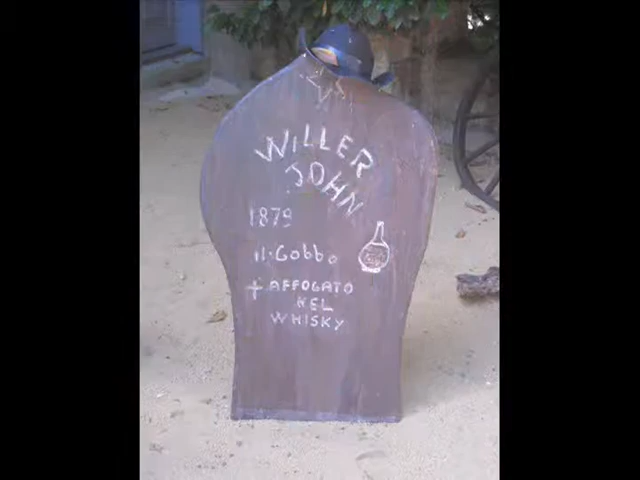 WILLER
JOHN
1879
il Gobbo
+ AFFOGATO
NEL
WHISKY